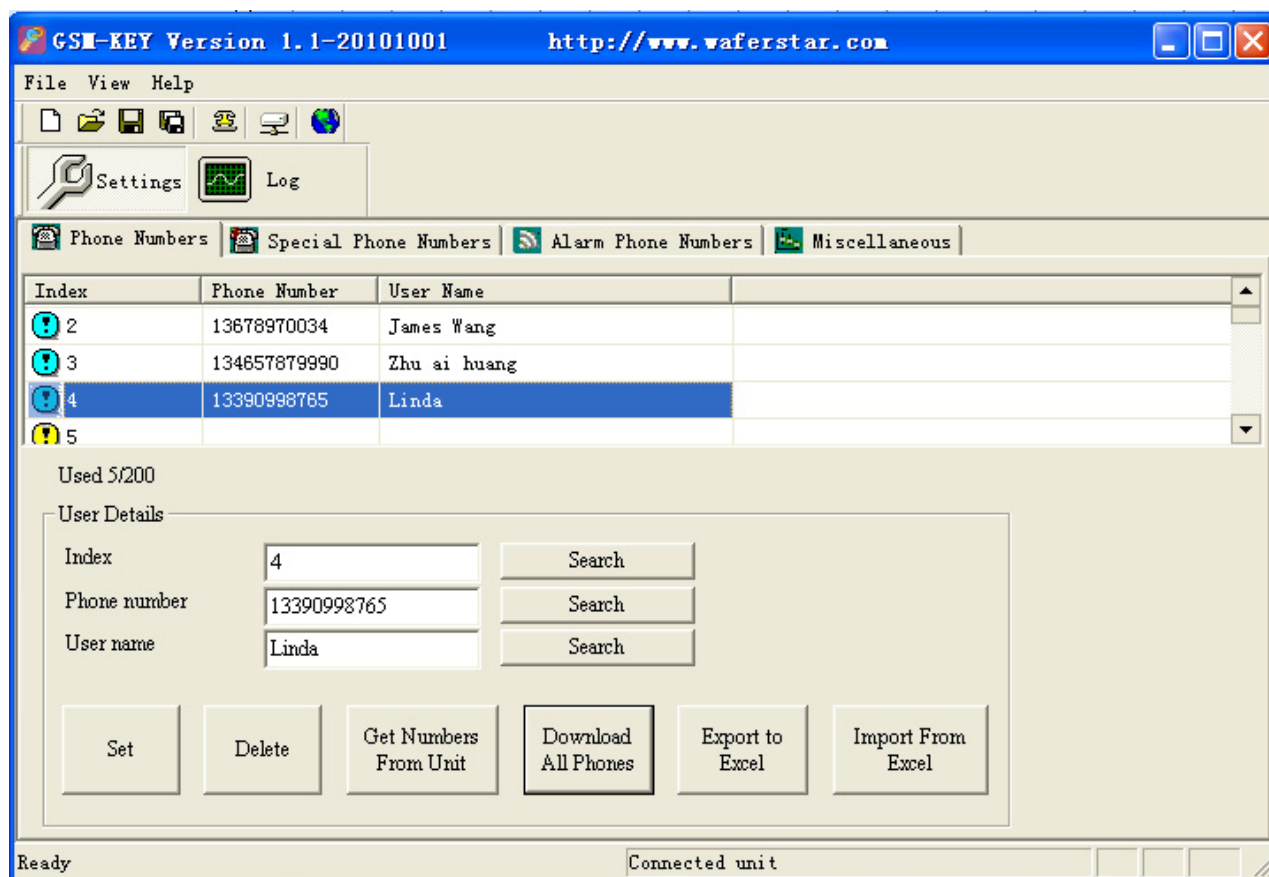 GSM-KEY Version 1.1-20101001 http://www.waferstar.com
File View Help
Settings Log
Phone Numbers Special Phone Numbers Alarm Phone Numbers Miscellaneous
Index Phone Number User Name
2 13678970034 James Wang
3 134657879990 Zhu ai huang
4 13390998765 Linda
5
Used 5/200
User Details
Index 4 Search
Phone number 13390998765 Search
User name Linda Search
Set Delete Get Numbers From Unit Download All Phones Export to Excel Import From Excel
Ready Connected unit